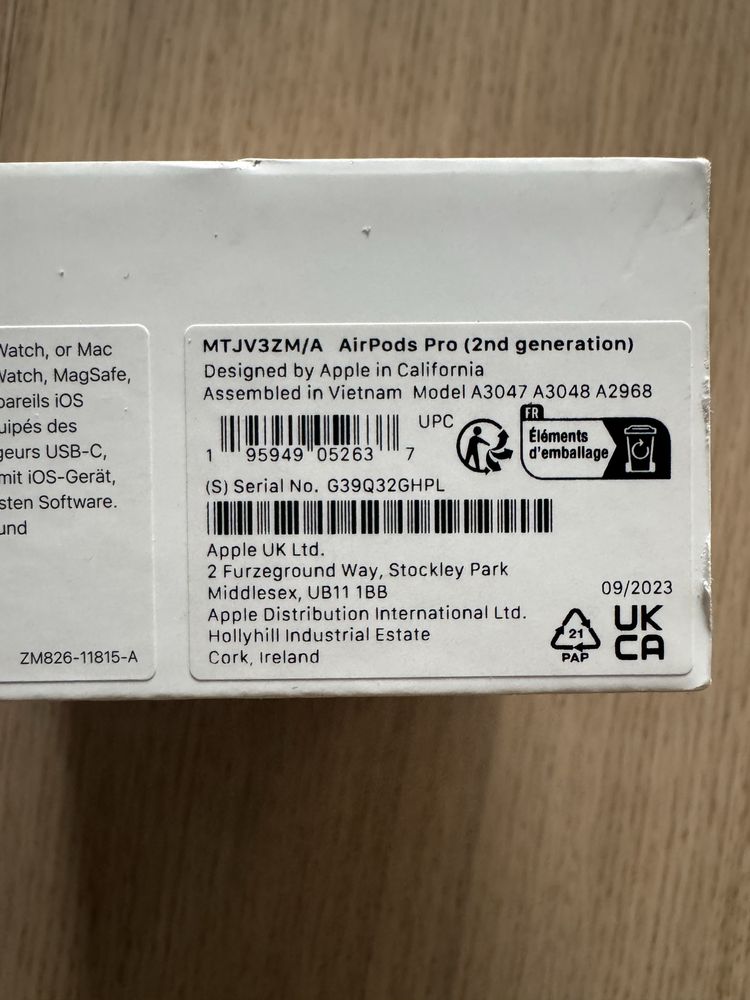 Watch, or Mac
Watch, MagSafe,
pareils iOS
uipés des
geurs USB-C,
mit iOS-Gerät,
sten Software.
und
ZM826-11815-A
MTJV3ZM/A AirPods Pro (2nd generation)
Designed by Apple in California
Assembled in Vietnam Model A3047 A3048 A2968
UPC
1 95949 05263 7
FR
Éléments
d'emballage
(S) Serial No. G39Q32GHPL
Apple UK Ltd.
2 Furzeground Way, Stockley Park
Middlesex, UB11 1BB
Apple Distribution International Ltd.
Hollyhill Industrial Estate
Cork, Ireland
09/2023
21
PAP
UK
CA